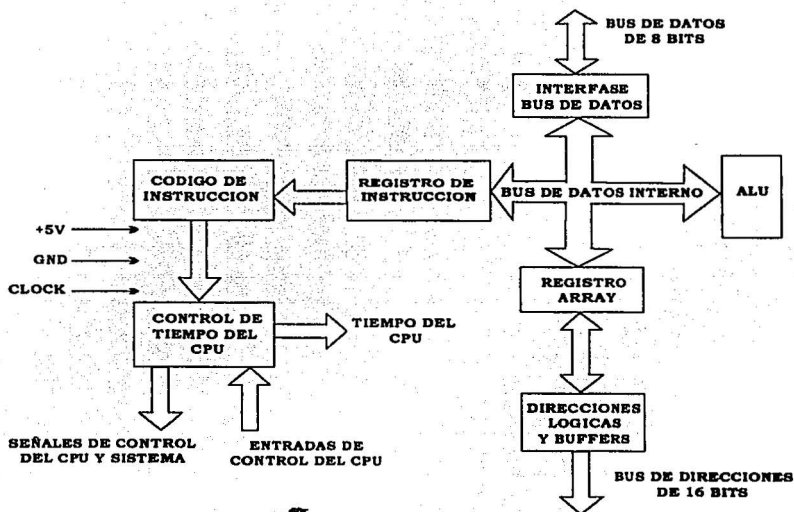 BUS DE DATOS
DE 8 BITS
INTERFASE
BUS DE DATOS
CODIGO DE
INSTRUCCION
REGISTRO DE
INSTRUCCION
BUS DE DATOS INTERNO
ALU
+5V
GND
CLOCK
REGISTRO
ARRAY
CONTROL DE
TIEMPO DEL
CPU
TIEMPO DEL
CPU
DIRECCIONES
LOGICAS
Y BUFFERS
SEÑALES DE CONTROL
DEL CPU Y SISTEMA
ENTRADAS DE
CONTROL DEL CPU
BUS DE DIRECCIONES
DE 16 BITS